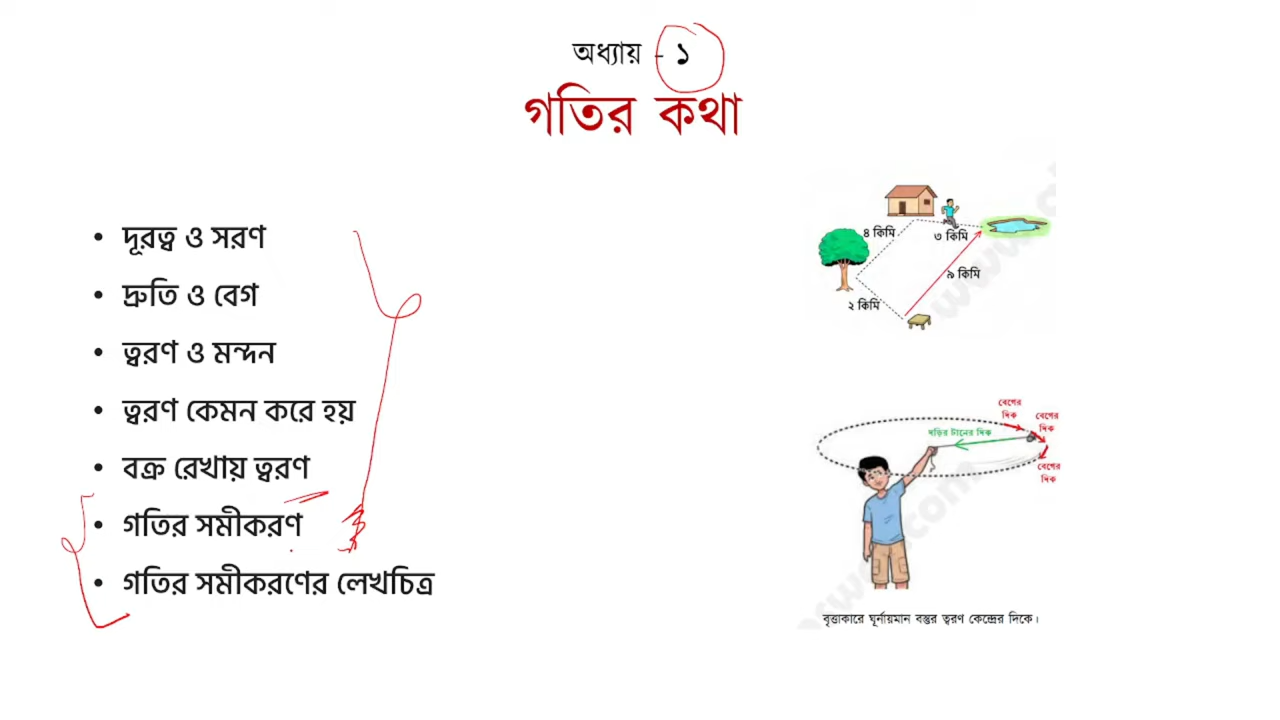 অধ্যায় - ১
গতির কথা
• দূরত্ব ও সরণ
• দ্রুতি ও বেগ
• ত্বরণ ও মন্দন
• ত্বরণ কেমন করে হয়
• বক্র রেখায় ত্বরণ
• গতির সমীকরণ
• গতির সমীকরণের লেখচিত্র
৪ কিমি
৩ কিমি
৯ কিমি
২ কিমি
বেগের
দিক
বেগের
দিক
দড়ির টানের দিক
বেগের
দিক
বৃত্তাকারে ঘূর্নায়মান বস্তুর ত্বরণ কেন্দ্রের দিকে।